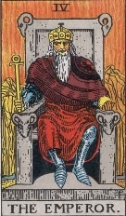 IV
THE EMPEROR.